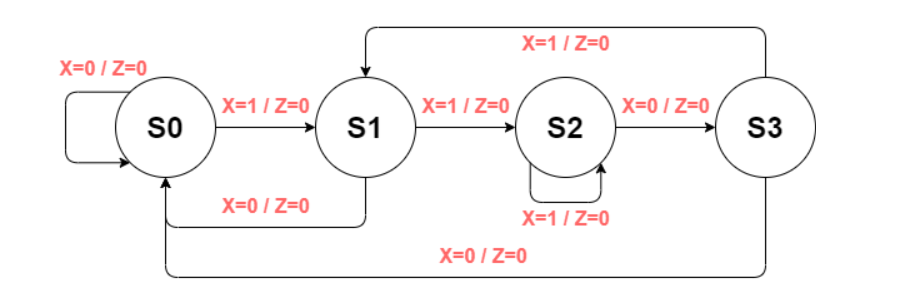 X=1 / Z=0
X=0 / Z=0
X=1 / Z=0
X=1 / Z=0
X=0 / Z=0
S0
S1
S2
S3
X=0 / Z=0
X=1 / Z=0
X=0 / Z=0